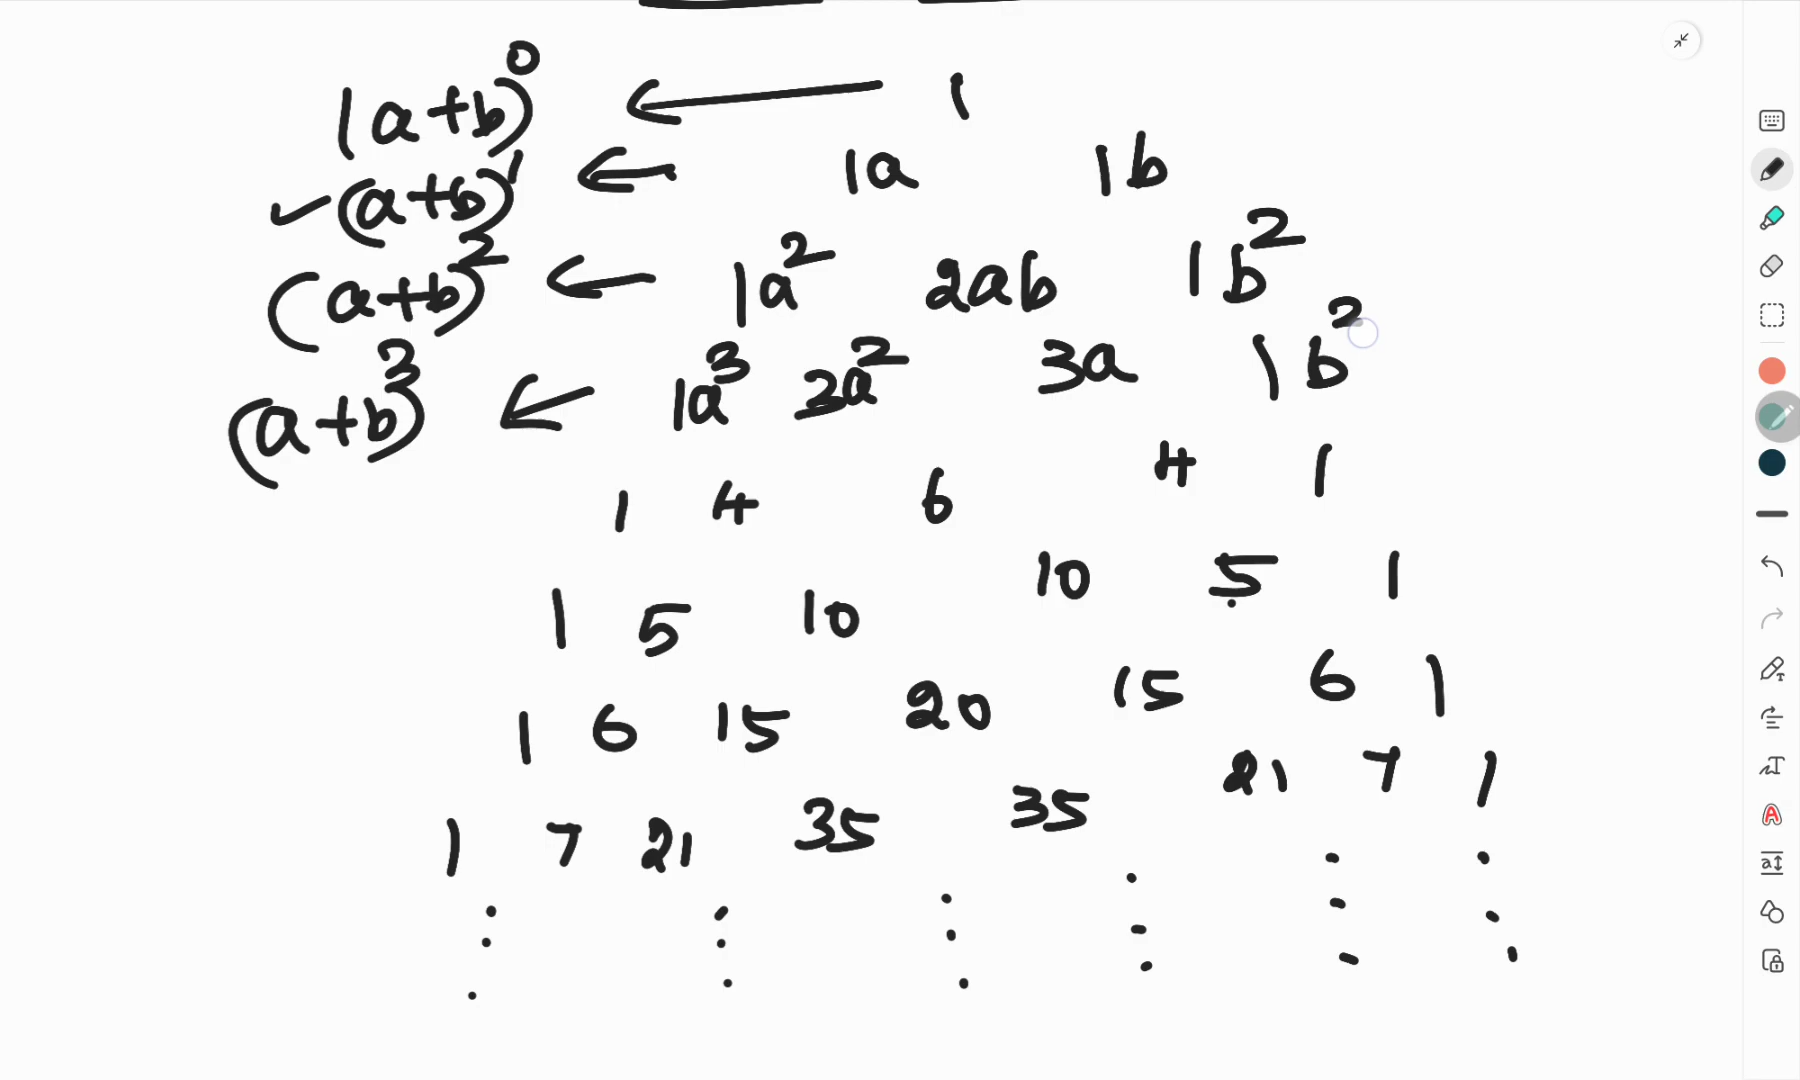 (a+b)⁰ ← 1
✓(a+b)¹ ← 1a 1b
(a+b)² ← 1a² 2ab 1b²
(a+b)³ ← 1a³ 3a² 3a 1b²
1 4 6 4 1
1 5 10 10 5 1
1 6 15 20 15 6 1
1 7 21 35 35 21 7 1